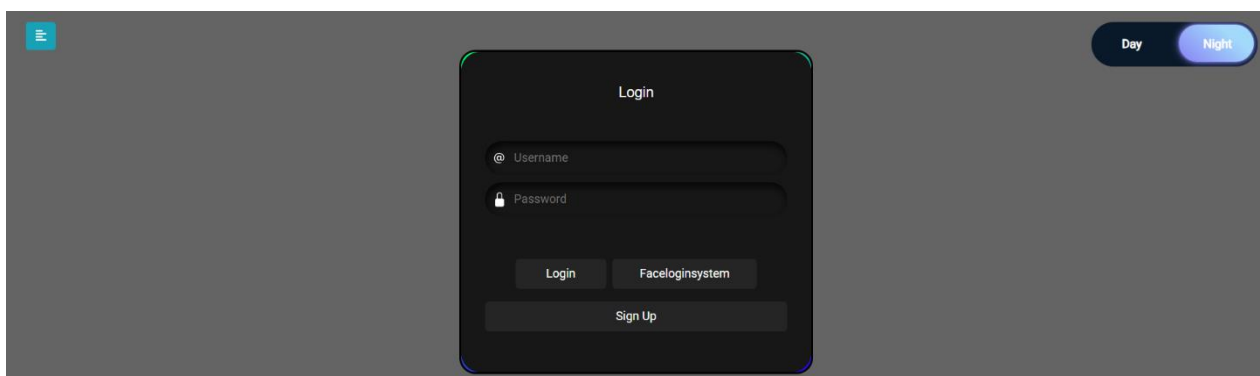 Day Night
Login
@ Username
Password
Login Faceloginsystem
Sign Up